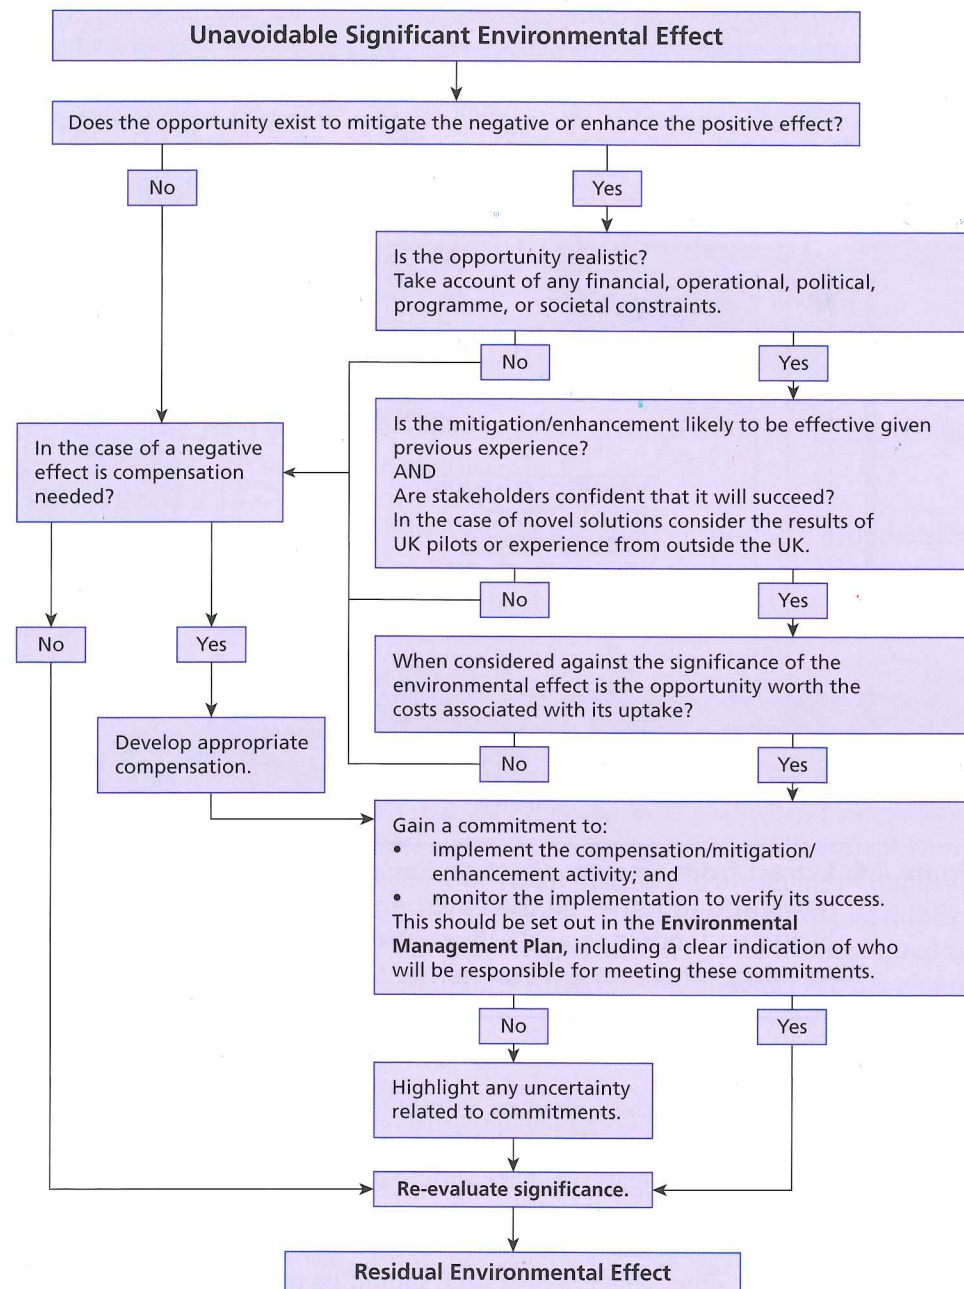 Unavoidable Significant Environmental Effect
Does the opportunity exist to mitigate the negative or enhance the positive effect?
No
Yes
Is the opportunity realistic?
Take account of any financial, operational, political,
programme, or societal constraints.
No
Yes
In the case of a negative
effect is compensation
needed?
Is the mitigation/enhancement likely to be effective given
previous experience?
AND
Are stakeholders confident that it will succeed?
In the case of novel solutions consider the results of
UK pilots or experience from outside the UK.
No
Yes
No
Yes
When considered against the significance of the
environmental effect is the opportunity worth the
costs associated with its uptake?
No
Yes
Develop appropriate
compensation.
Gain a commitment to:
• implement the compensation/mitigation/
enhancement activity; and
• monitor the implementation to verify its success.
This should be set out in the Environmental
Management Plan, including a clear indication of who
will be responsible for meeting these commitments.
No
Yes
Highlight any uncertainty
related to commitments.
Re-evaluate significance.
Residual Environmental Effect